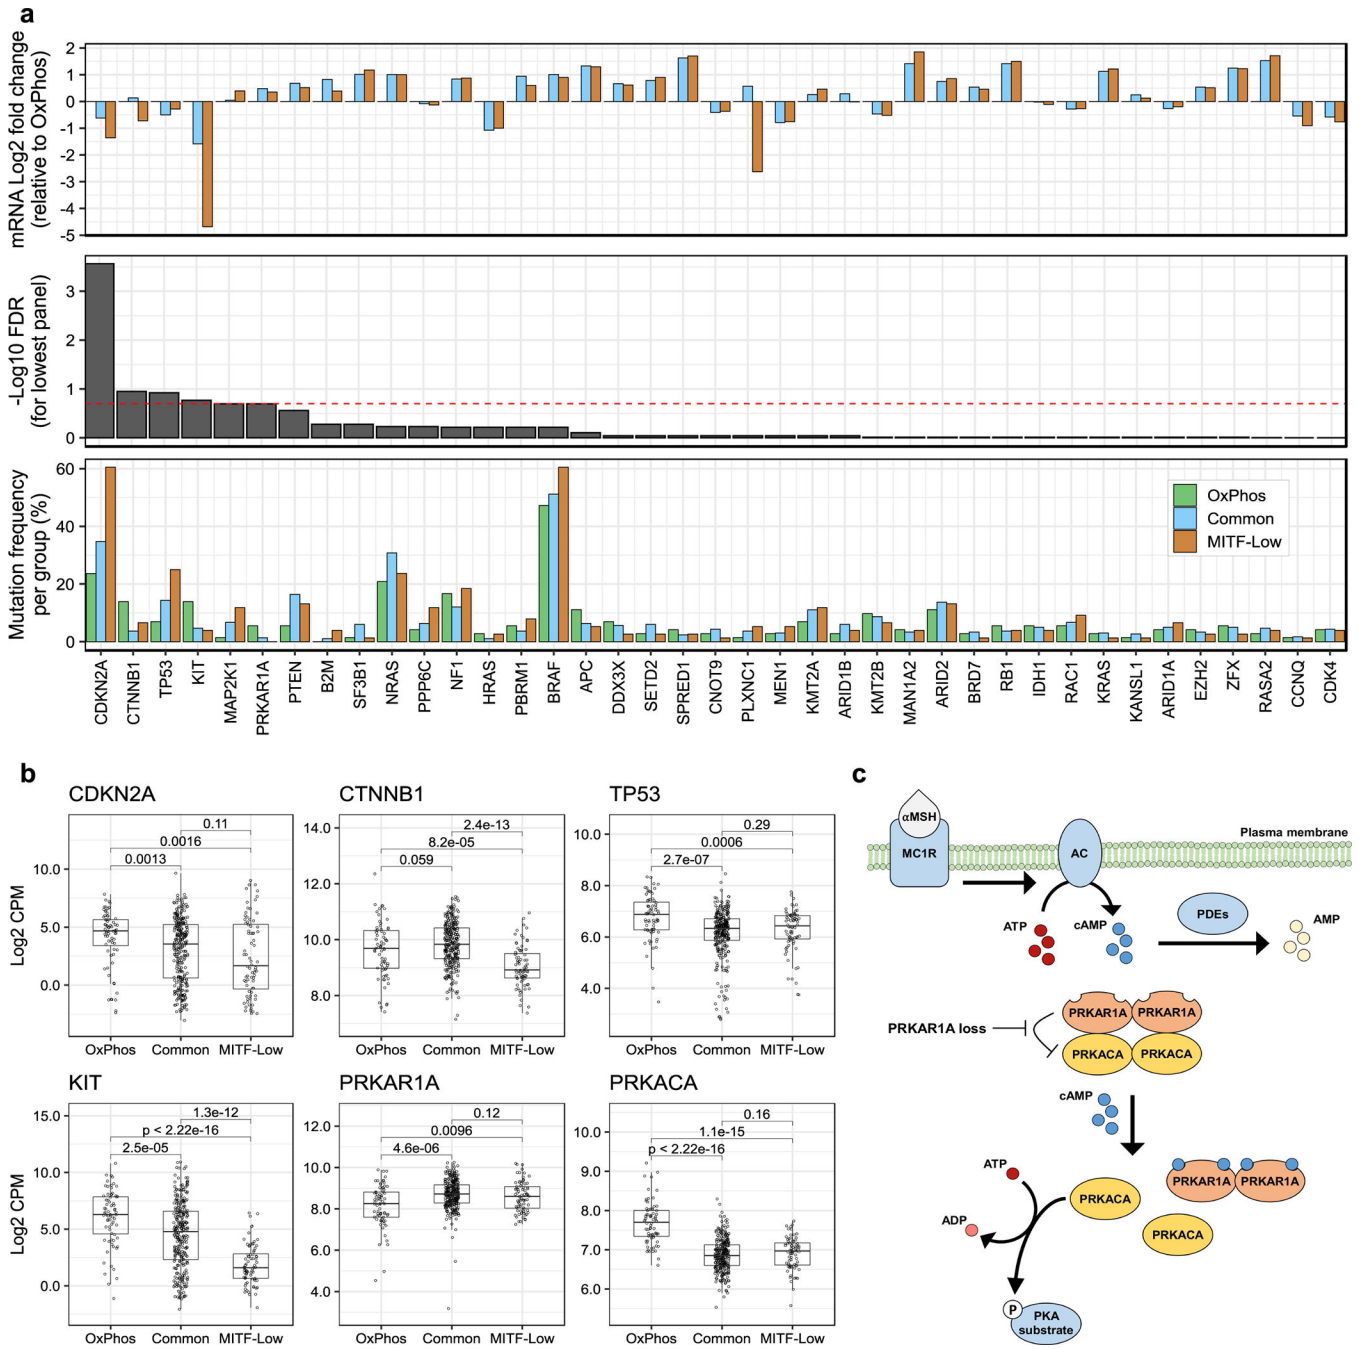 a
mRNA Log2 fold change
(relative to OxPhos)
2
1
0
-1
-2
-3
-4
-5
-Log10 FDR
(for lowest panel)
3
2
1
0
Mutation frequency
per group (%)
60
40
20
0
OxPhos
Common
MITF-Low
CDKN2A
CTNNB1
TP53
KIT
MAP2K1
PRKAR1A
PTEN
B2M
SF3B1
NRAS
PPP6C
NF1
HRAS
PBRM1
BRAF
APC
DDX3X
SETD2
SPRED1
CNOT9
PLXNC1
MEN1
KMT2A
ARID1B
KMT2B
MAN1A2
ARID2
BRD7
RB1
IDH1
RAC1
KRAS
KANSL1
ARID1A
EZH2
ZFX
RASA2
CCNQ
CDK4
b
CDKN2A
Log2 CPM
10.0
5.0
0.0
0.11
0.0016
0.0013
OxPhos Common MITF-Low
CTNNB1
14.0
12.0
10.0
8.0
2.4e-13
8.2e-05
0.059
OxPhos Common MITF-Low
TP53
10.0
8.0
6.0
4.0
0.29
0.0006
2.7e-07
OxPhos Common MITF-Low
KIT
Log2 CPM
15.0
10.0
5.0
0.0
1.3e-12
p < 2.22e-16
2.5e-05
OxPhos Common MITF-Low
PRKAR1A
12.0
10.0
8.0
6.0
4.0
0.12
0.0096
4.6e-06
OxPhos Common MITF-Low
PRKACA
10.0
9.0
8.0
7.0
6.0
0.16
1.1e-15
p < 2.22e-16
OxPhos Common MITF-Low
c
αMSH
MC1R
AC
Plasma membrane
ATP
cAMP
PDEs
AMP
PRKAR1A PRKAR1A
PRKAR1A loss
PRKACA PRKACA
cAMP
ATP
PRKAR1A PRKAR1A
PRKACA
ADP
PRKACA
P
PKA
substrate